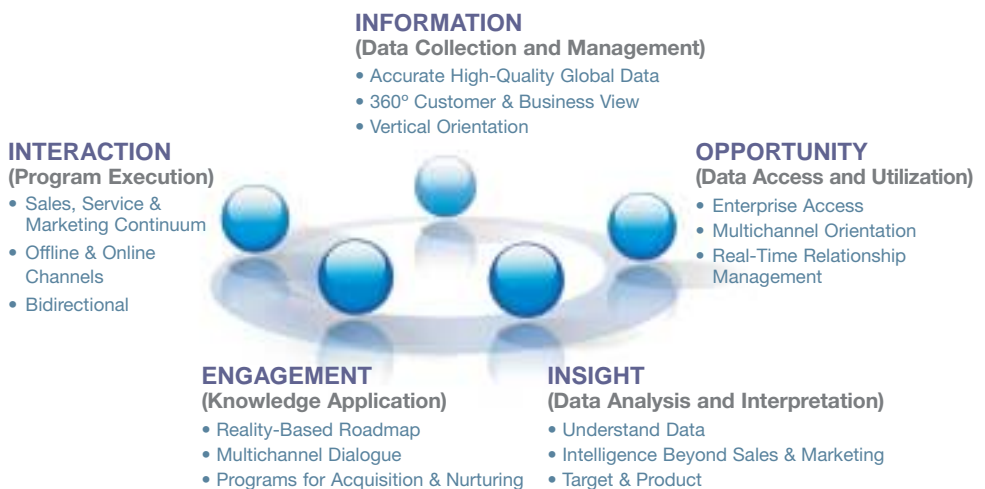 INFORMATION
(Data Collection and Management)
• Accurate High-Quality Global Data
• 360º Customer & Business View
• Vertical Orientation
INTERACTION
(Program Execution)
• Sales, Service &
Marketing Continuum
• Offline & Online
Channels
• Bidirectional
OPPORTUNITY
(Data Access and Utilization)
• Enterprise Access
• Multichannel Orientation
• Real-Time Relationship
Management
ENGAGEMENT
(Knowledge Application)
• Reality-Based Roadmap
• Multichannel Dialogue
• Programs for Acquisition & Nurturing
INSIGHT
(Data Analysis and Interpretation)
• Understand Data
• Intelligence Beyond Sales & Marketing
• Target & Product